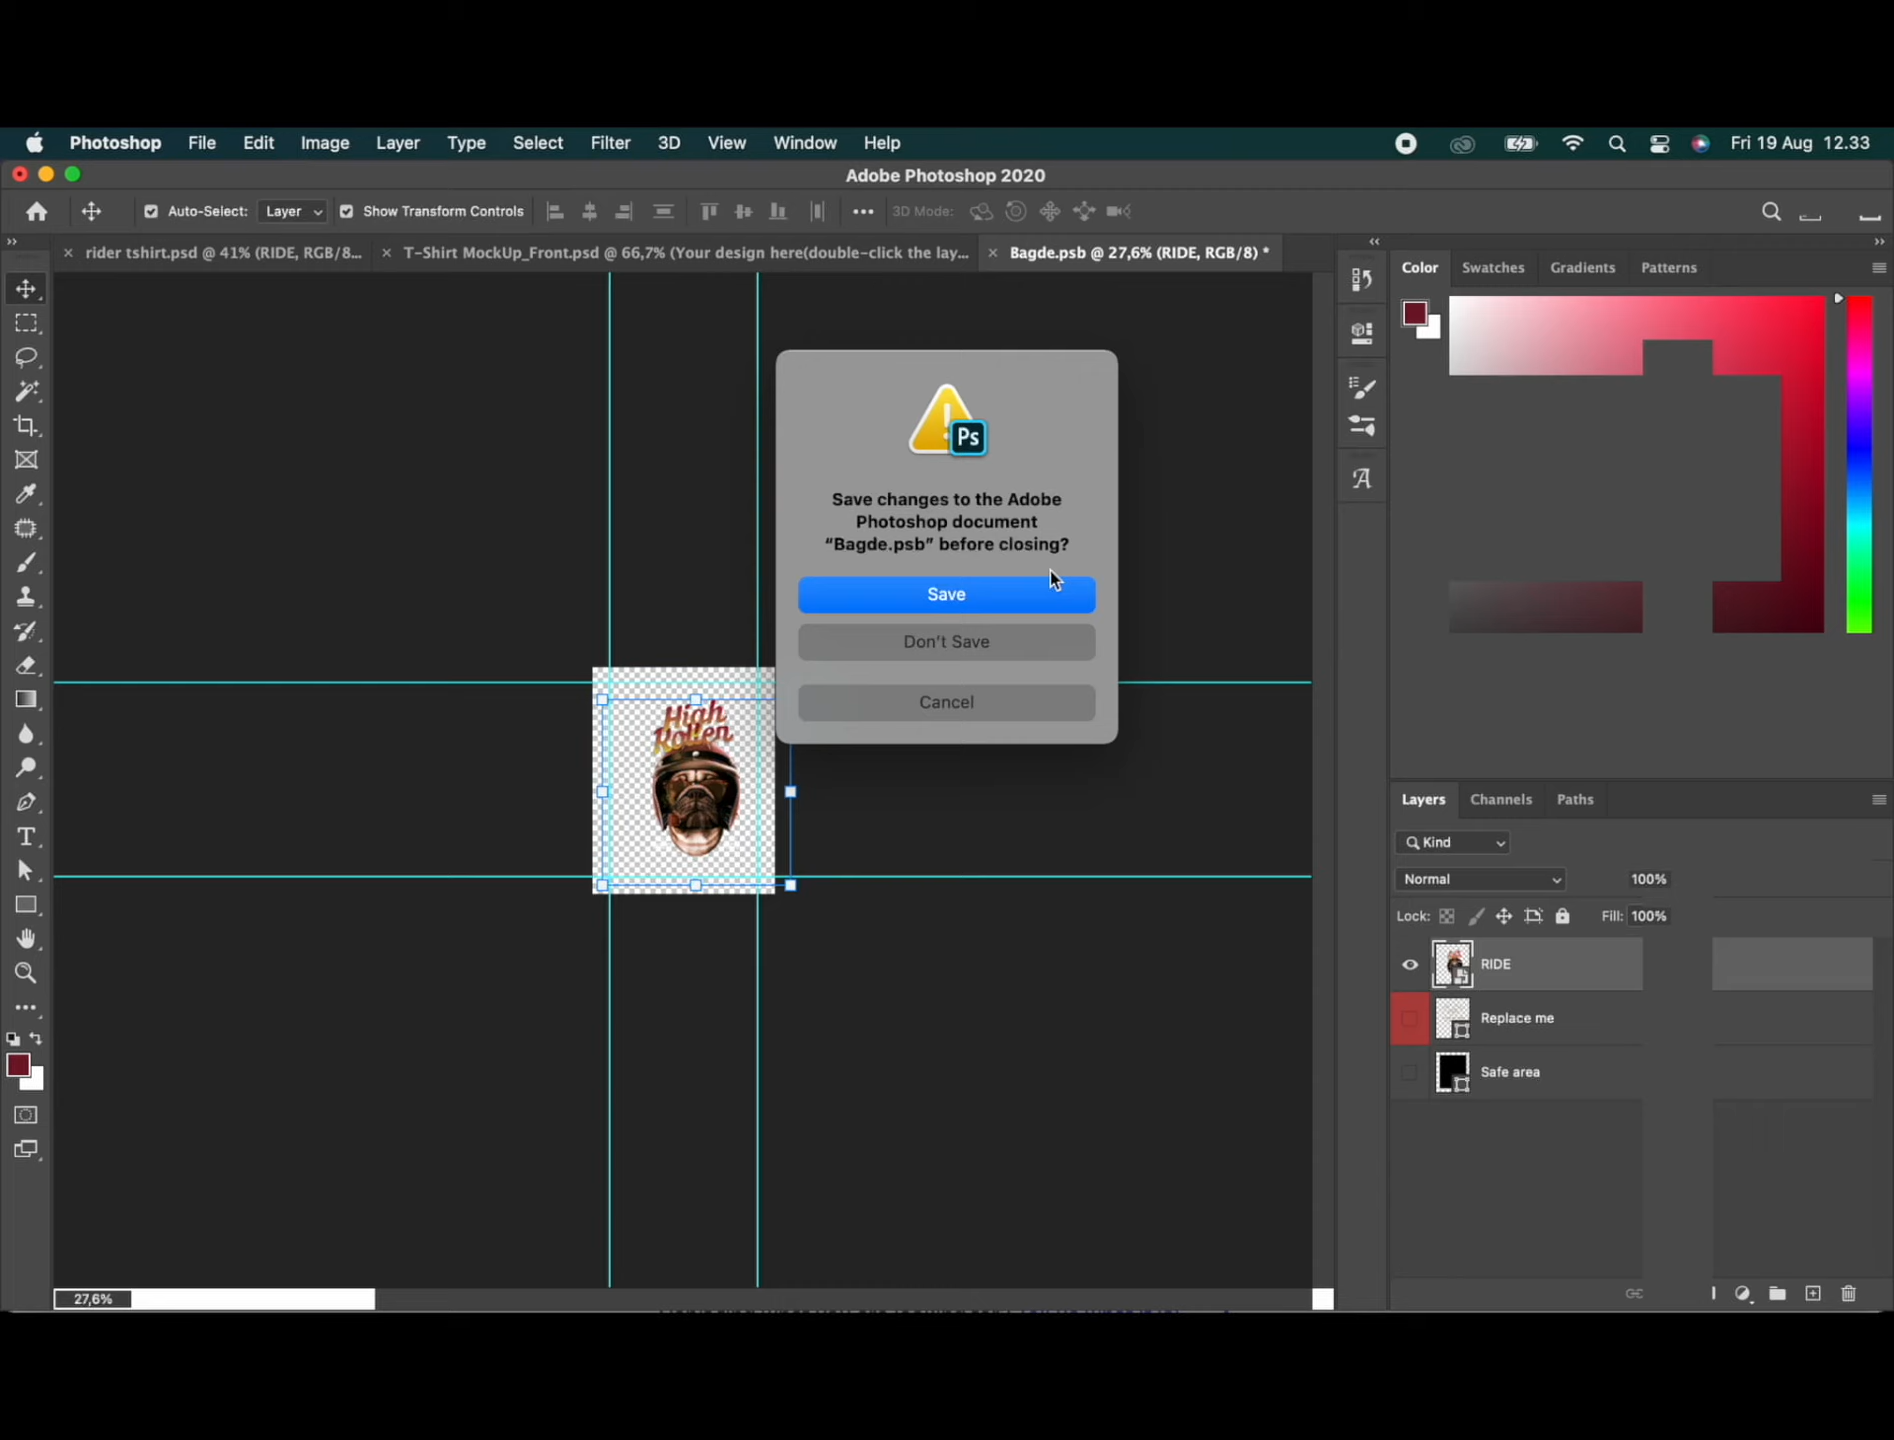 Photoshop File Edit Image Layer Type Select Filter 3D View Window Help Fri 19 Aug 12.33
Adobe Photoshop 2020
Auto-Select: Layer Show Transform Controls 3D Mode:
rider tshirt.psd @ 41% (RIDE, RGB/8... T-Shirt MockUp_Front.psd @ 66,7% (Your design here(double-click the lay... Bagde.psb @ 27,6% (RIDE, RGB/8) *
Color Swatches Gradients Patterns
Ps
Save changes to the Adobe
Photoshop document
“Bagde.psb” before closing?
Save
Don't Save
Cancel
High
Rollen
Layers Channels Paths
Kind
Normal 100%
Lock: Fill: 100%
RIDE
Replace me
Safe area
27,6%